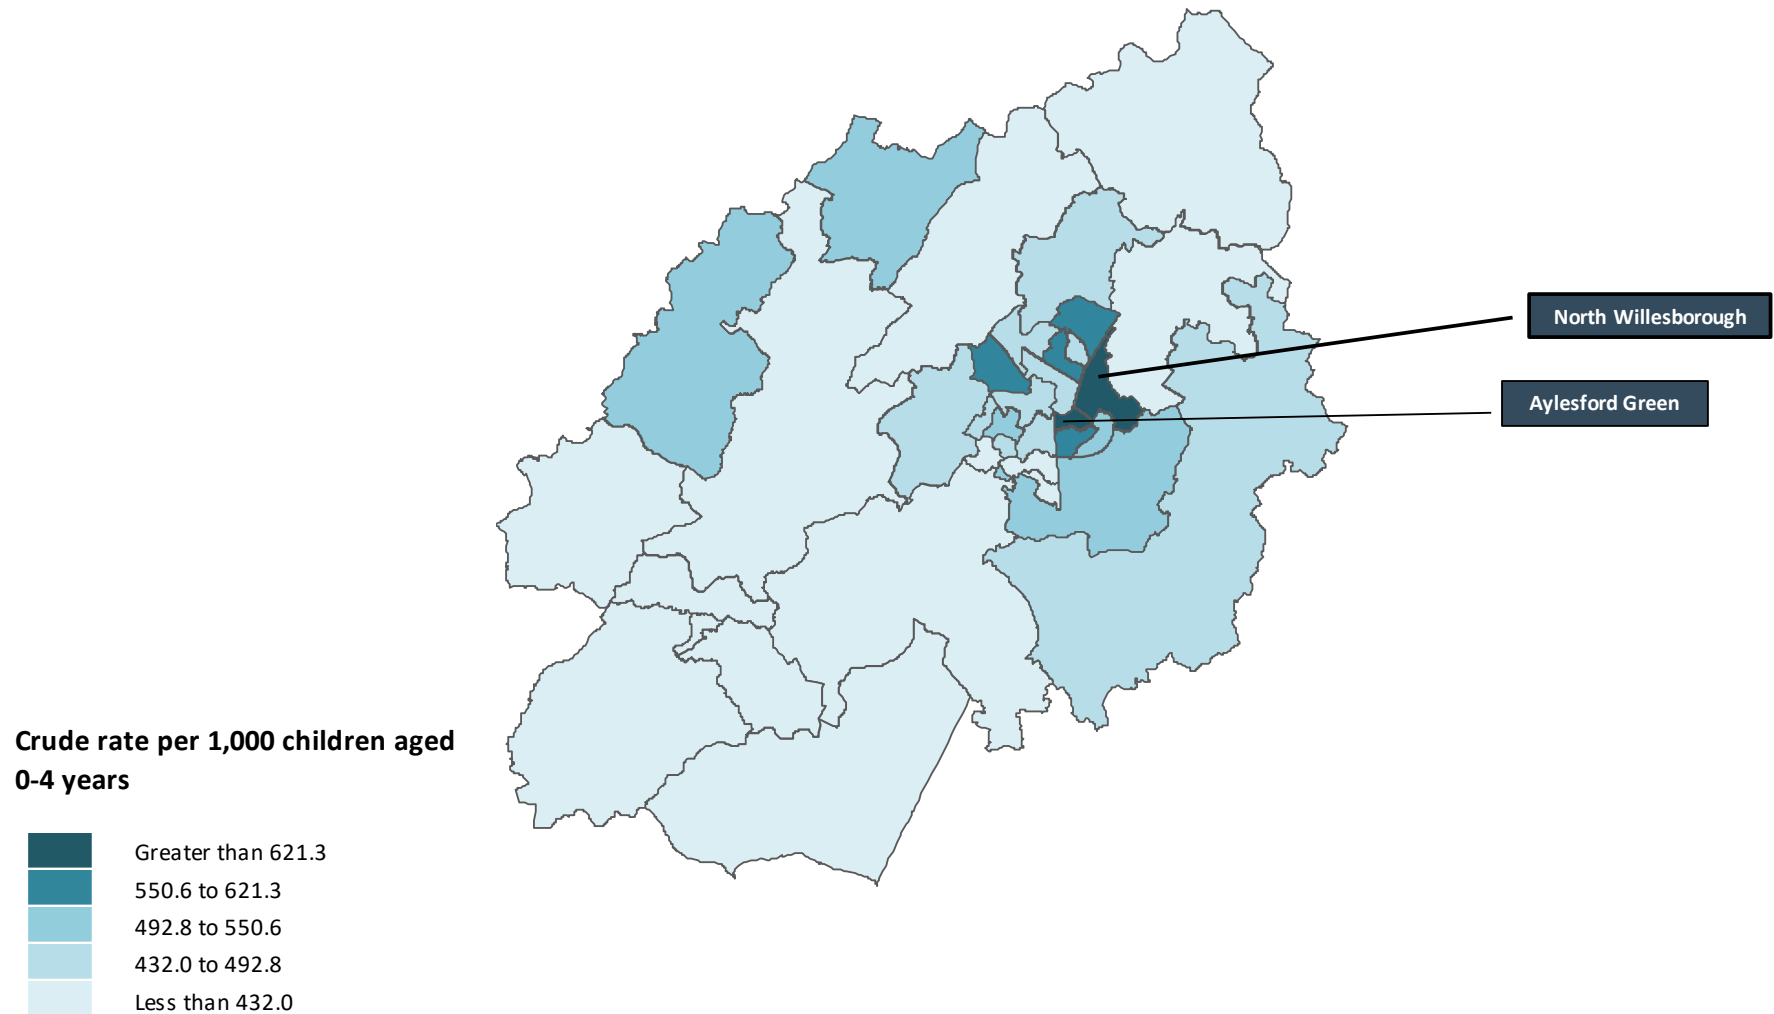 North Willesborough
Aylesford Green
Crude rate per 1,000 children aged
0-4 years
Greater than 621.3
550.6 to 621.3
492.8 to 550.6
432.0 to 492.8
Less than 432.0